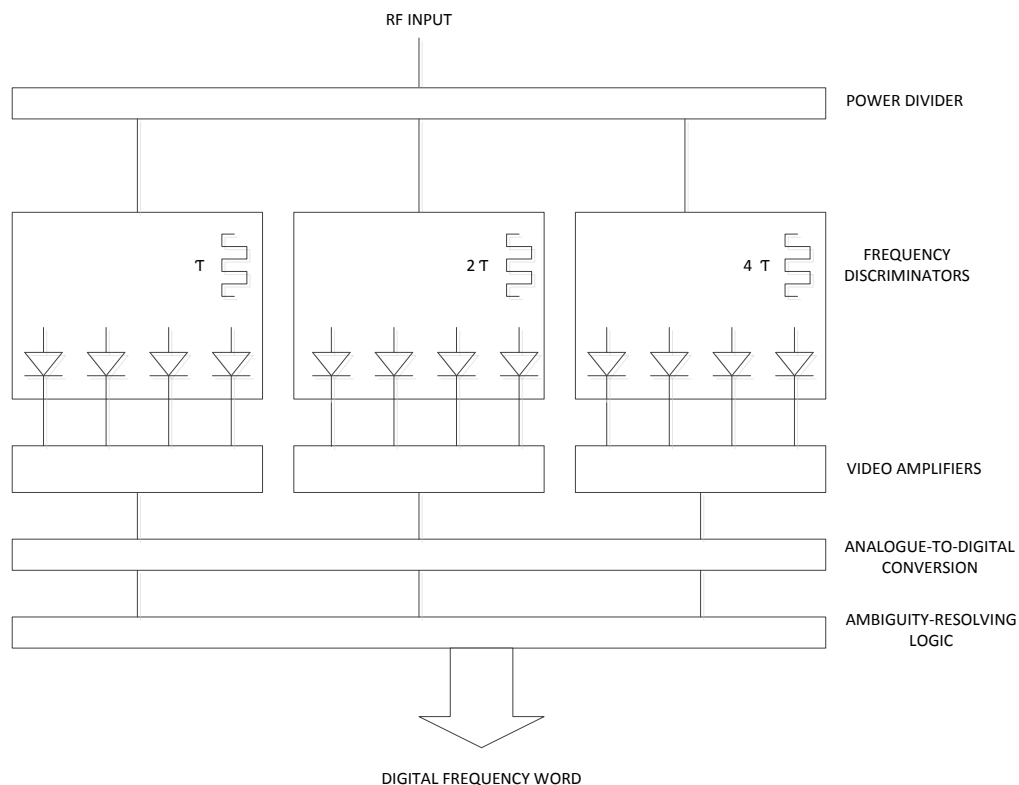 RF INPUT
POWER DIVIDER
FREQUENCY
DISCRIMINATORS
Ƭ
2 Ƭ
4 Ƭ
VIDEO AMPLIFIERS
ANALOGUE-TO-DIGITAL
CONVERSION
AMBIGUITY-RESOLVING
LOGIC
DIGITAL FREQUENCY WORD